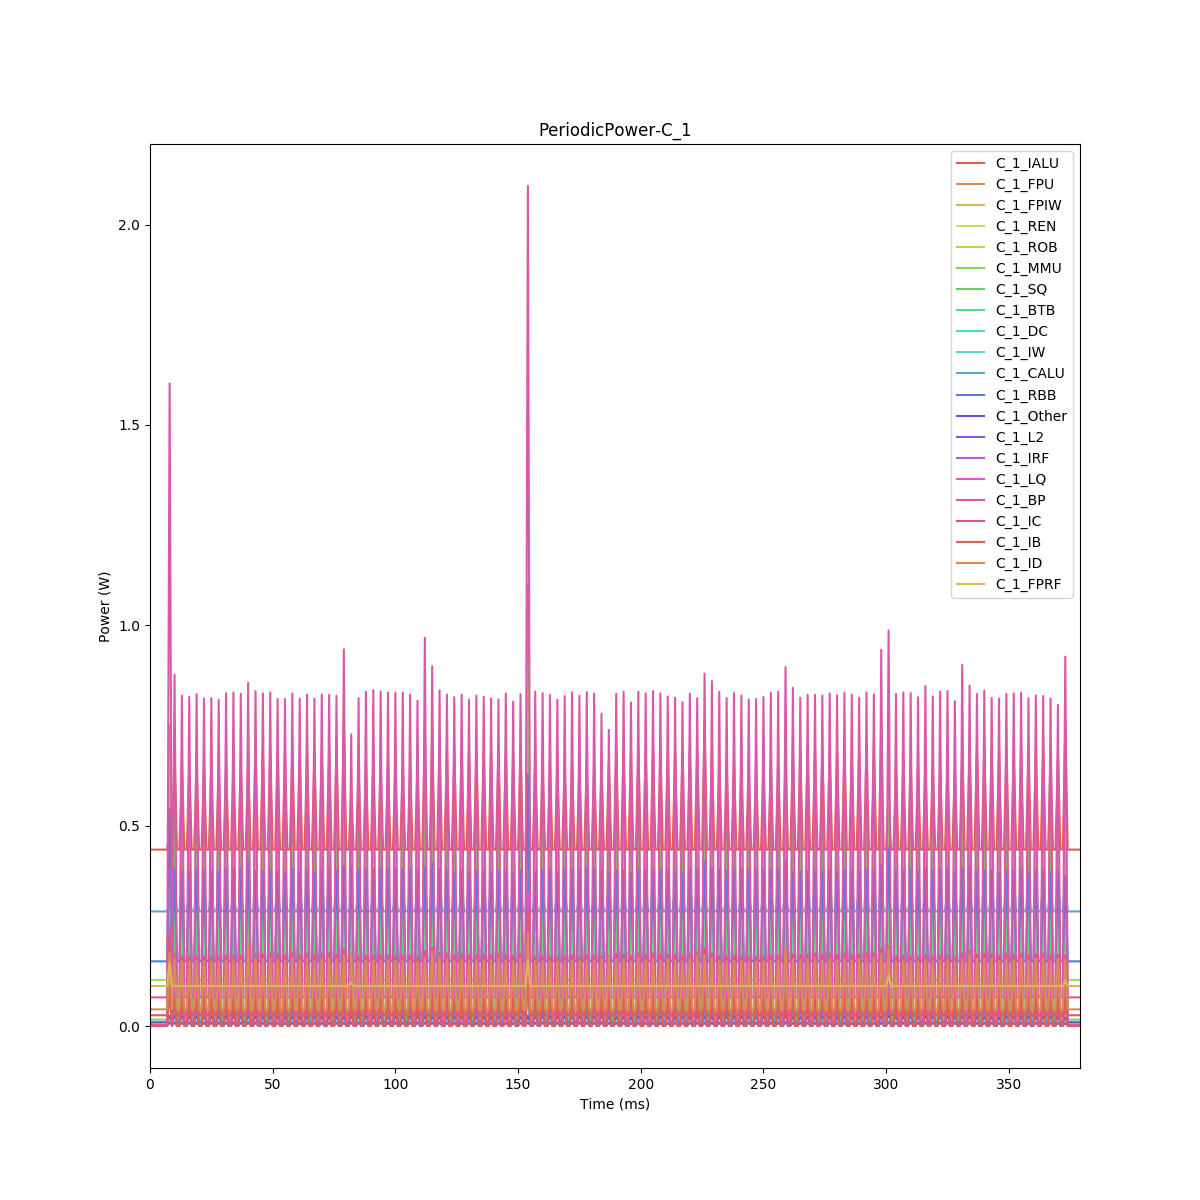 PeriodicPower-C_1
C_1_IALU
C_1_FPU
C_1_FPIW
C_1_REN
C_1_ROB
C_1_MMU
C_1_SQ
C_1_BTB
C_1_DC
C_1_IW
C_1_CALU
C_1_RBB
C_1_Other
C_1_L2
C_1_IRF
C_1_LQ
C_1_BP
C_1_IC
C_1_IB
C_1_ID
C_1_FPRF
2.0
1.5
1.0
0.5
0.0
Power (W)
0 50 100 150 200 250 300 350
Time (ms)